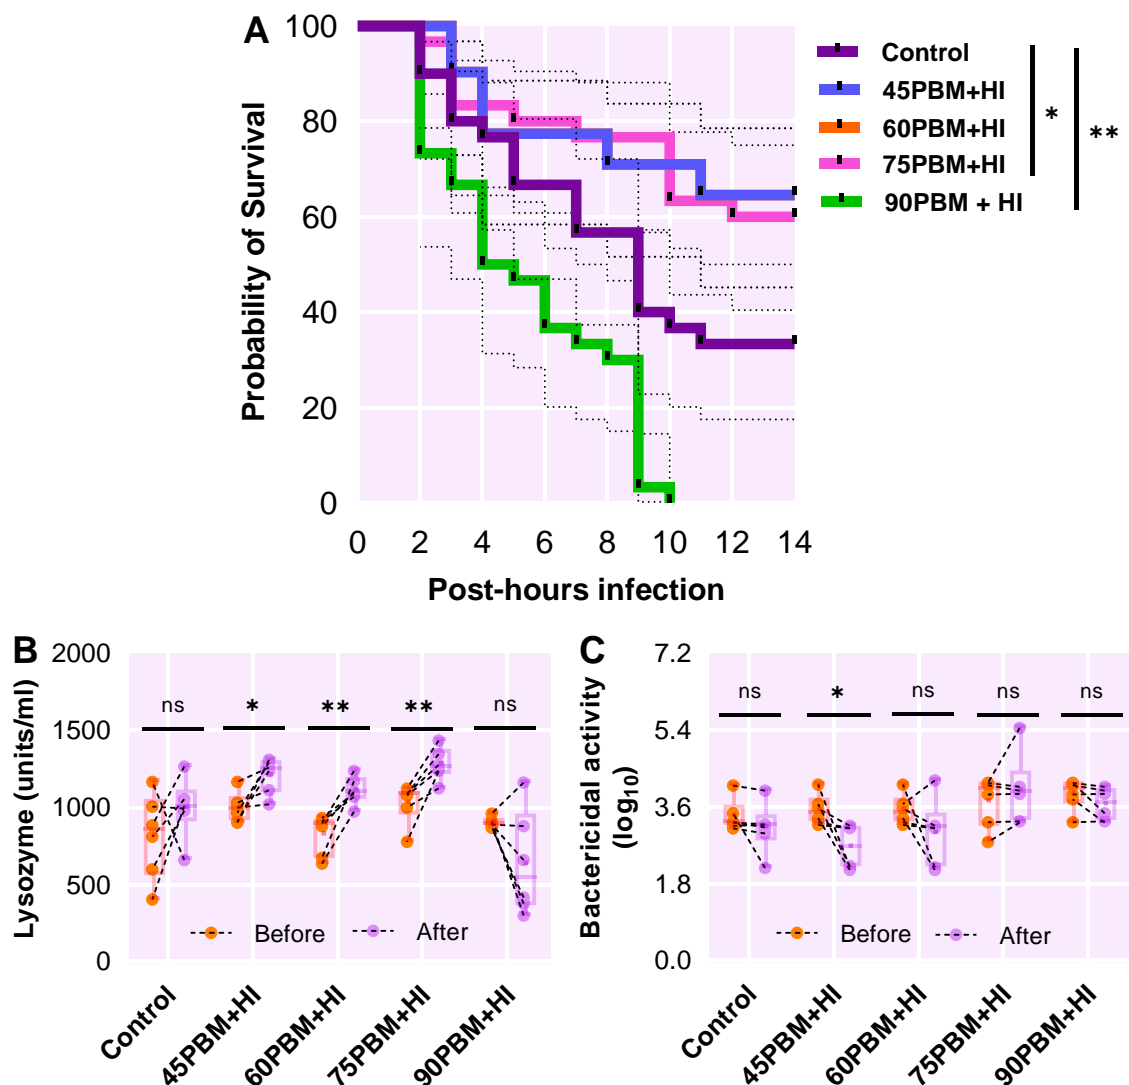 A
100
80
60
40
20
0
Probability of Survival
0 2 4 6 8 10 12 14
Post-hours infection
Control
45PBM+HI
60PBM+HI
75PBM+HI
90PBM + HI
*
**
B
2000
1500
1000
500
0
Lysozyme (units/ml)
ns * ** ** ns
Before After
Control 45PBM+HI 60PBM+HI 75PBM+HI 90PBM+HI
C
7.2
5.4
3.6
1.8
0.0
Bactericidal activity
(log10)
ns * ns ns ns
Before After
Control 45PBM+HI 60PBM+HI 75PBM+HI 90PBM+HI